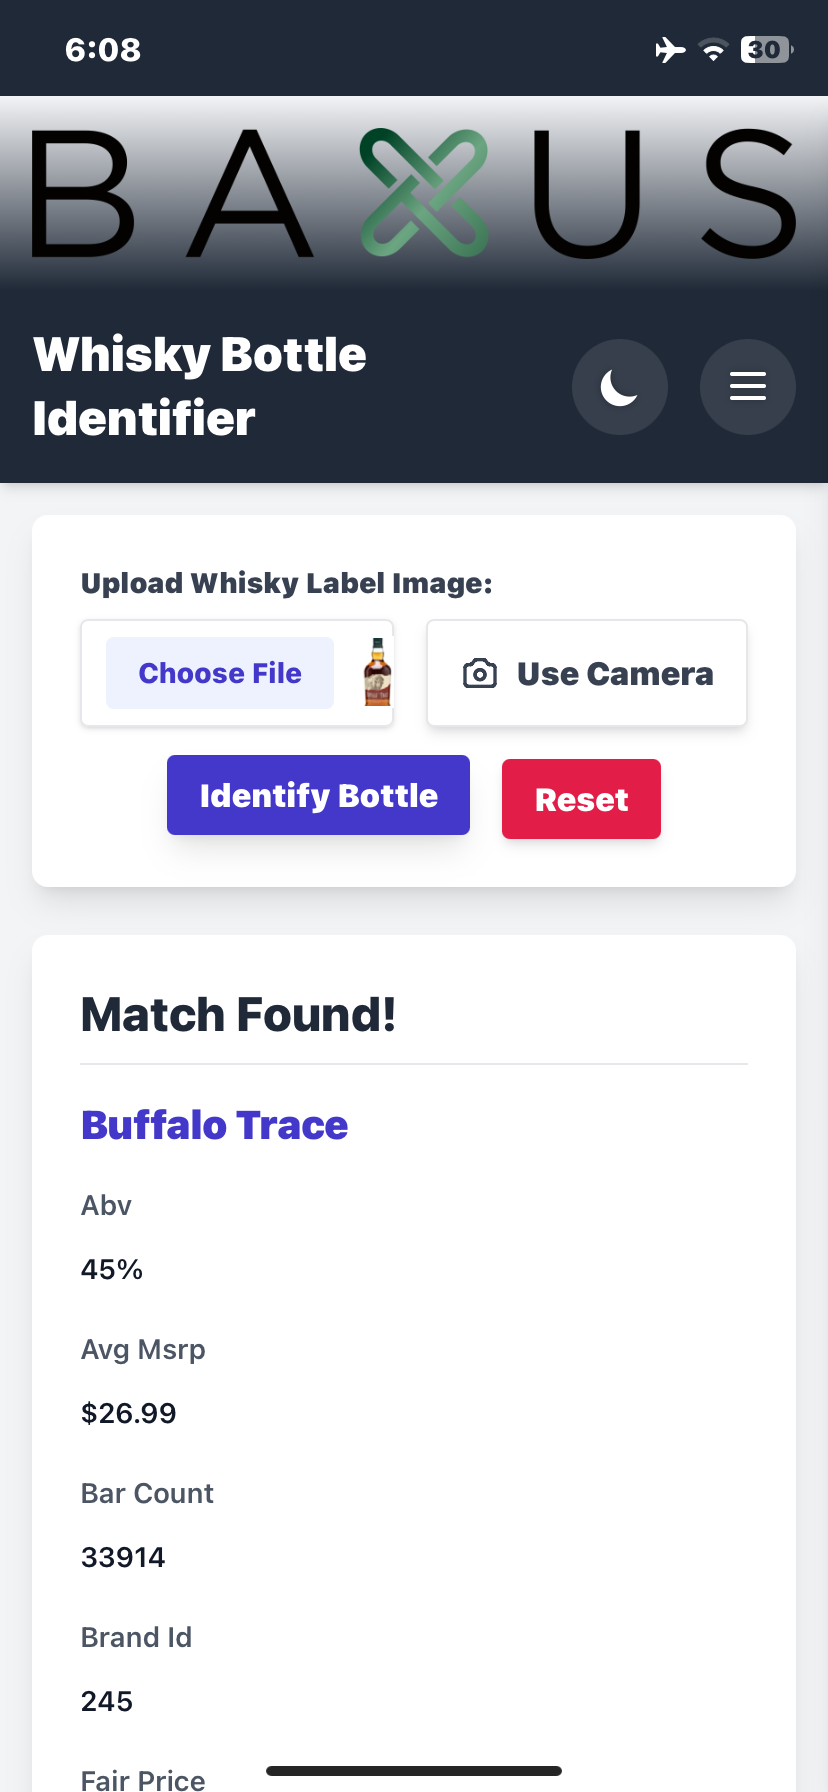 6:08
30
BAXUS
Whisky Bottle
Identifier
Upload Whisky Label Image:
Choose File
Use Camera
Identify Bottle
Reset
Match Found!
Buffalo Trace
Abv
45%
Avg Msrp
$26.99
Bar Count
33914
Brand Id
245
Fair Price